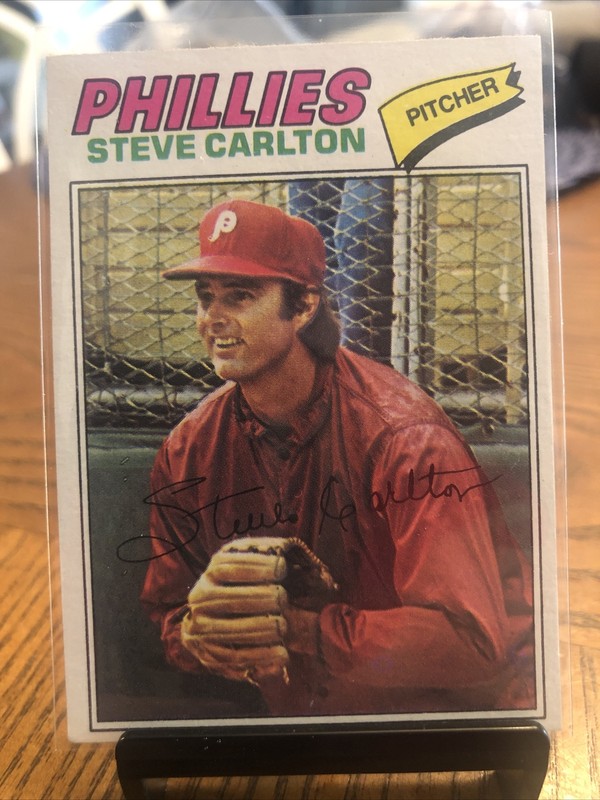 PHILLIES
STEVE CARLTON
PITCHER
P
Steve Carlton